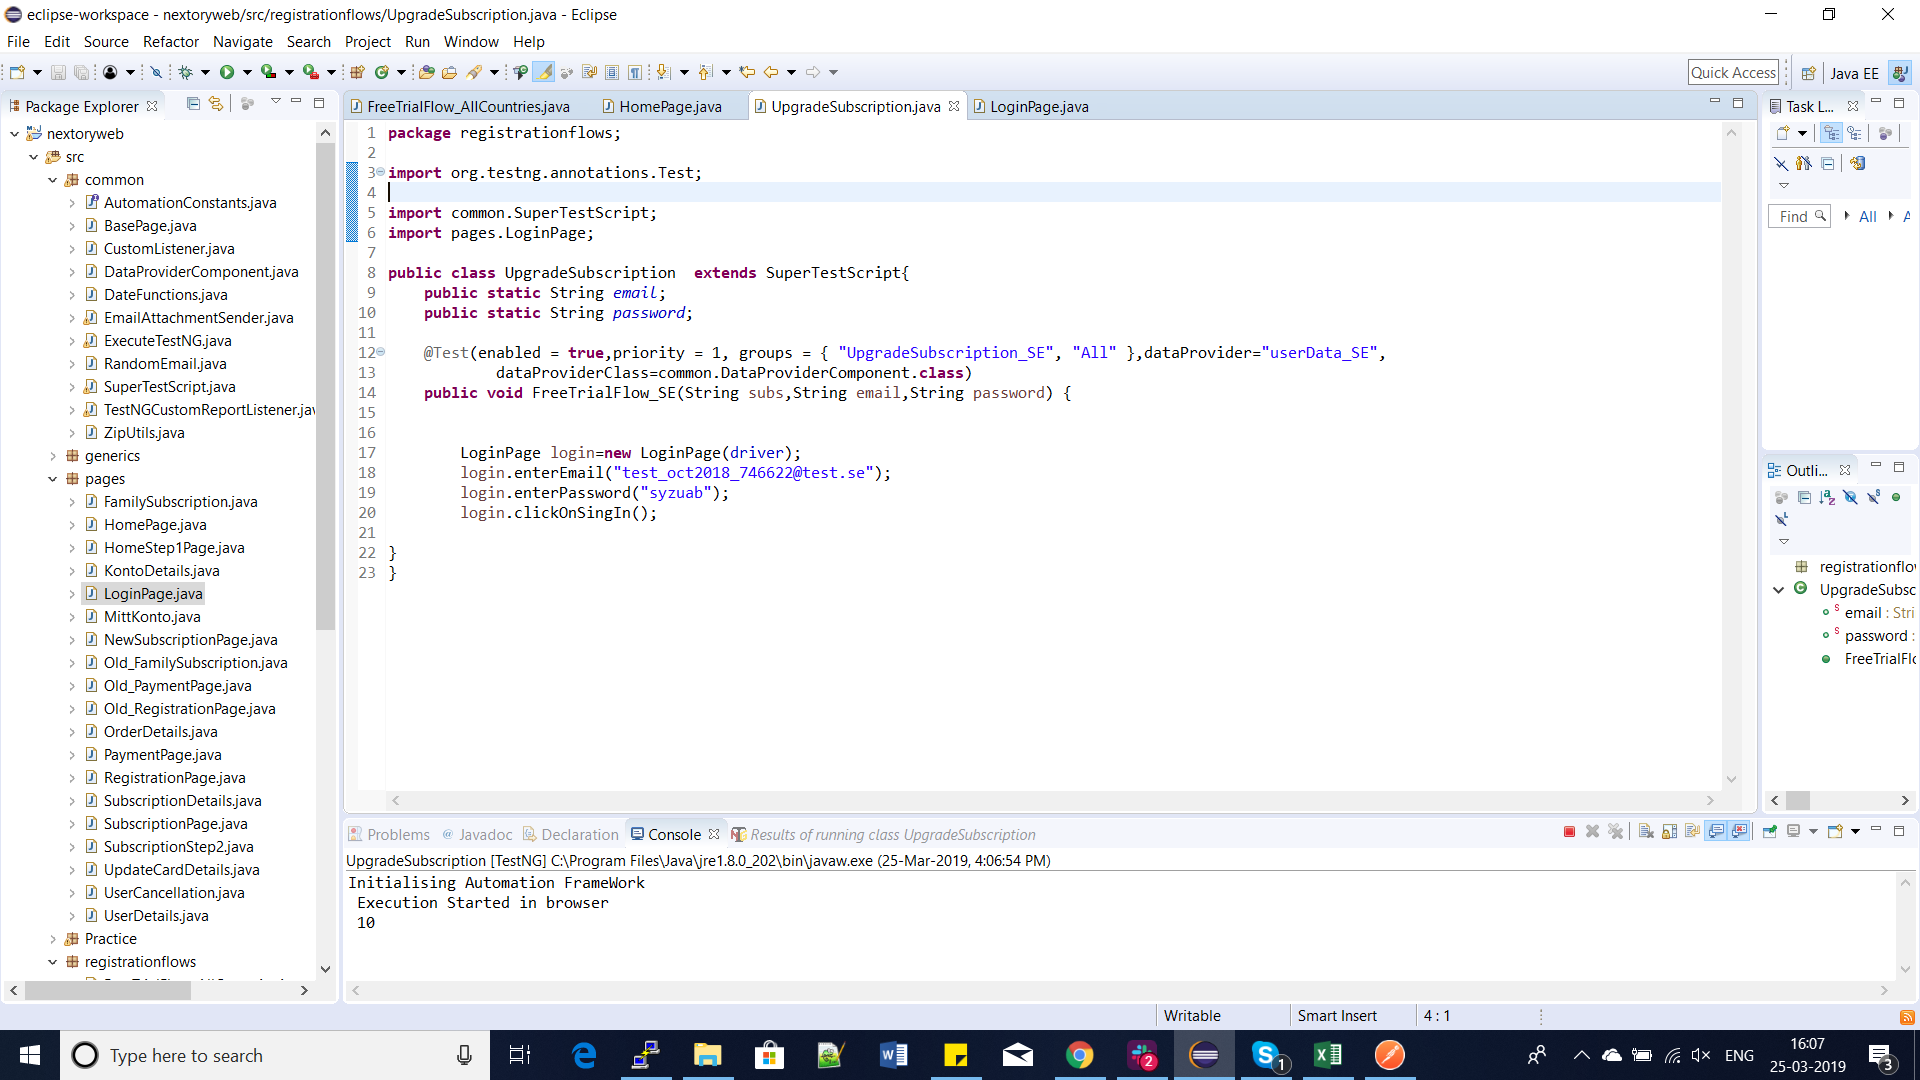 eclipse-workspace - nextoryweb/src/registrationflows/UpgradeSubscription.java - Eclipse
File Edit Source Refactor Navigate Search Project Run Window Help
Quick Access
Java EE
Package Explorer
nextoryweb
src
common
AutomationConstants.java
BasePage.java
CustomListener.java
DataProviderComponent.java
DateFunctions.java
EmailAttachmentSender.java
ExecuteTestNG.java
RandomEmail.java
SuperTestScript.java
TestNGCustomReportListener.jav
ZipUtils.java
generics
pages
FamilySubscription.java
HomePage.java
HomeStep1Page.java
KontoDetails.java
LoginPage.java
MittKonto.java
NewSubscriptionPage.java
Old_FamilySubscription.java
Old_PaymentPage.java
Old_RegistrationPage.java
OrderDetails.java
PaymentPage.java
RegistrationPage.java
SubscriptionDetails.java
SubscriptionPage.java
SubscriptionStep2.java
UpdateCardDetails.java
UserCancellation.java
UserDetails.java
Practice
registrationflows
FreeTrialFlow_AllCountries.java HomePage.java UpgradeSubscription.java LoginPage.java
1 package registrationflows;
2
3 import org.testng.annotations.Test;
4
5 import common.SuperTestScript;
6 import pages.LoginPage;
7
8 public class UpgradeSubscription  extends SuperTestScript{
9     public static String email;
10     public static String password;
11
12     @Test(enabled = true,priority = 1, groups = { "UpgradeSubscription_SE", "All" },dataProvider="userData_SE",
13             dataProviderClass=common.DataProviderComponent.class)
14     public void FreeTrialFlow_SE(String subs,String email,String password) {
15
16
17         LoginPage login=new LoginPage(driver);
18         login.enterEmail("test_oct2018_746622@test.se");
19         login.enterPassword("syzuab");
20         login.clickOnSingIn();
21
22 }
23 }
Task L...
Find All A
Outli...
registrationflo
UpgradeSubsc
email : Stri
password :
FreeTrialFl
Problems Javadoc Declaration Console Results of running class UpgradeSubscription
UpgradeSubscription [TestNG] C:\Program Files\Java\jre1.8.0_202\bin\javaw.exe (25-Mar-2019, 4:06:54 PM)
Initialising Automation FrameWork
Execution Started in browser
10
Writable Smart Insert 4 : 1
Type here to search
2
1
ENG
16:07
25-03-2019
3